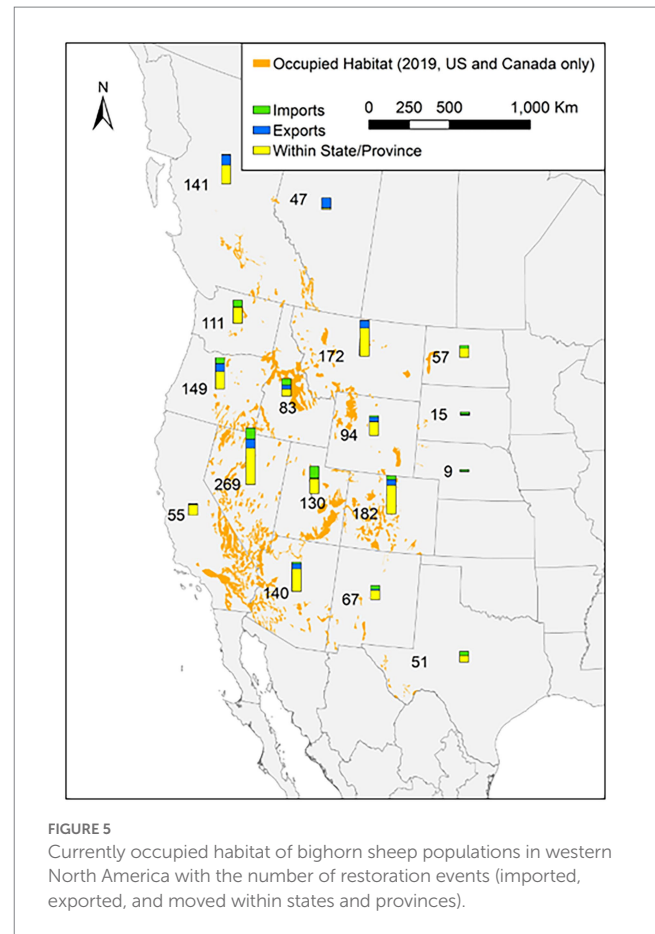 N
Occupied Habitat (2019, US and Canada only)
Imports
Exports
Within State/Province
0 250 500 1,000 Km
141
47
111
172
57
149
83
15
94
9
269
130
182
55
140
67
51
FIGURE 5
Currently occupied habitat of bighorn sheep populations in western
North America with the number of restoration events (imported,
exported, and moved within states and provinces).